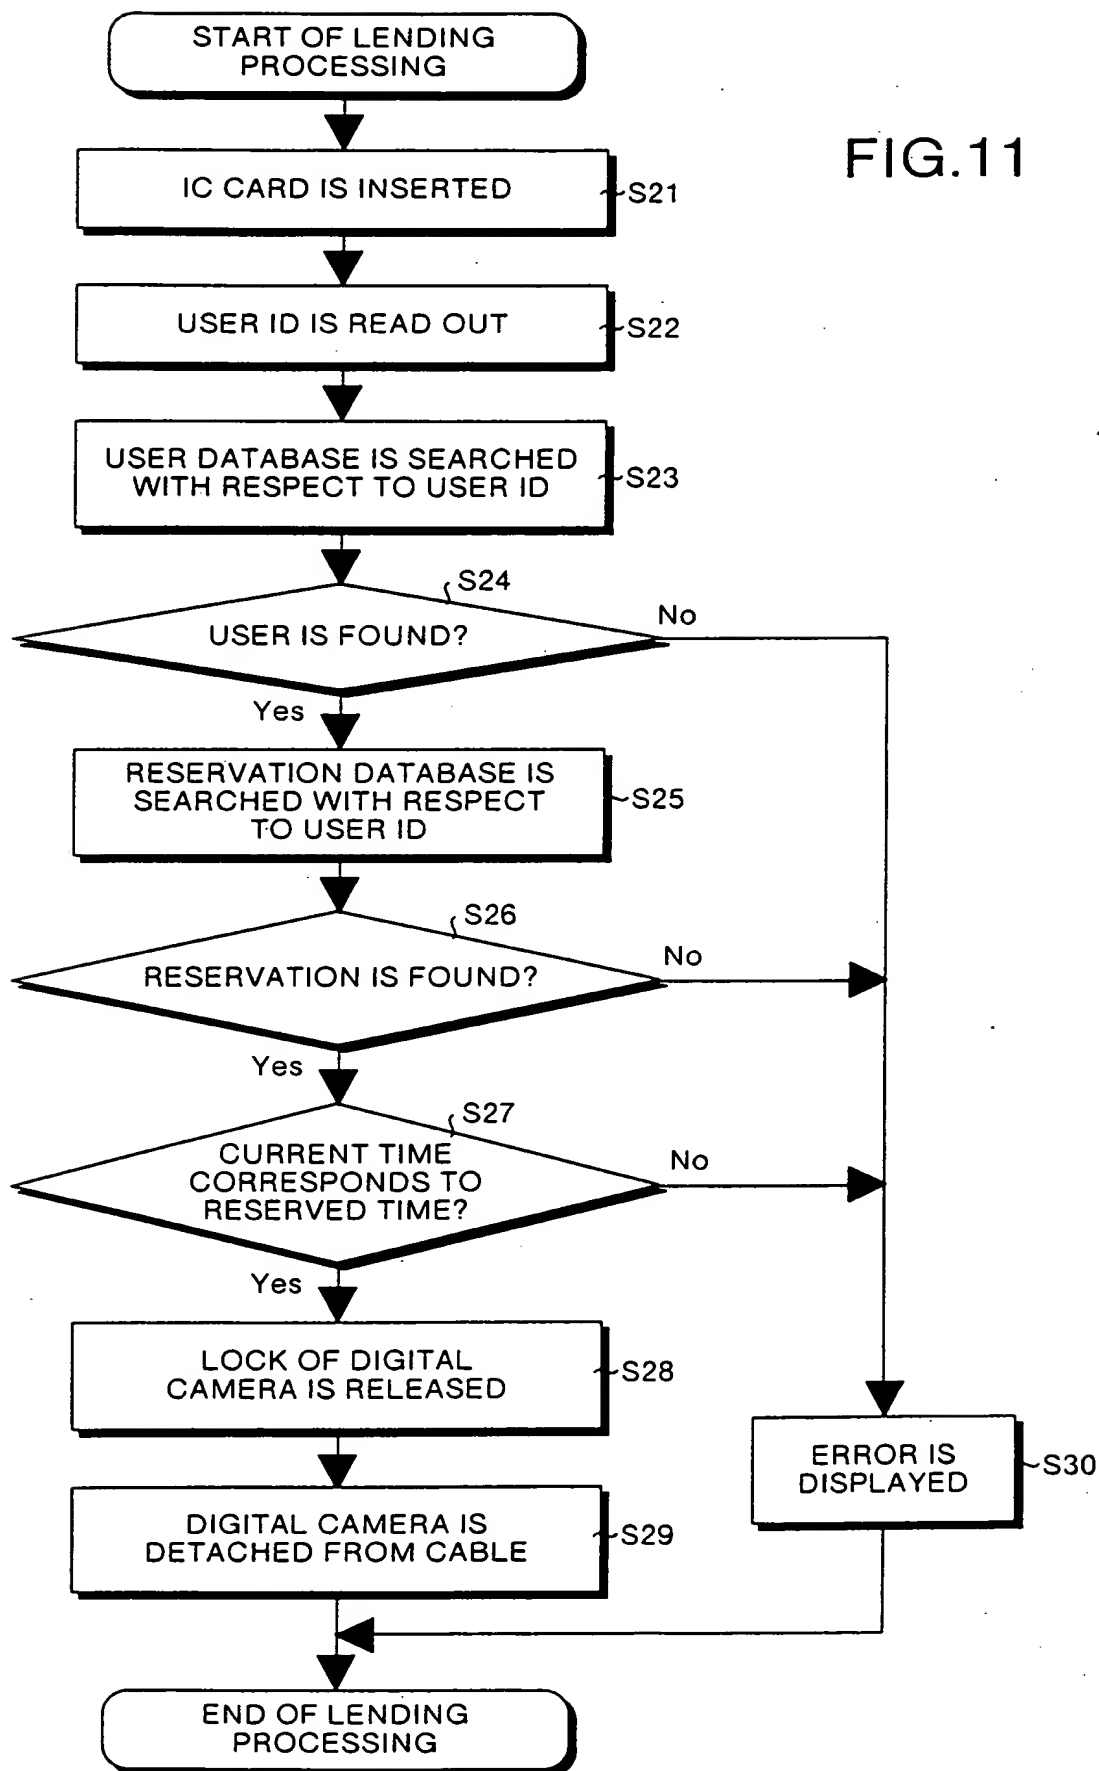 START OF LENDING
PROCESSING
FIG.11
IC CARD IS INSERTED
S21
USER ID IS READ OUT
S22
USER DATABASE IS SEARCHED
WITH RESPECT TO USER ID
S23
S24
USER IS FOUND?
No
Yes
RESERVATION DATABASE IS
SEARCHED WITH RESPECT
TO USER ID
S25
S26
RESERVATION IS FOUND?
No
Yes
S27
CURRENT TIME
CORRESPONDS TO
RESERVED TIME?
No
Yes
LOCK OF DIGITAL
CAMERA IS RELEASED
S28
ERROR IS
DISPLAYED
S30
DIGITAL CAMERA IS
DETACHED FROM CABLE
S29
END OF LENDING
PROCESSING